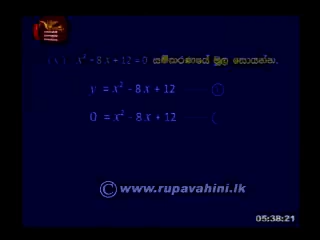 (v) x² - 8x + 12 = 0 සමීකරණයේ මූල සොයන්න.
y = x² - 8x + 12 ------ ①
0 = x² - 8x + 12 ------
© www.rupavahini.lk
05:38:21